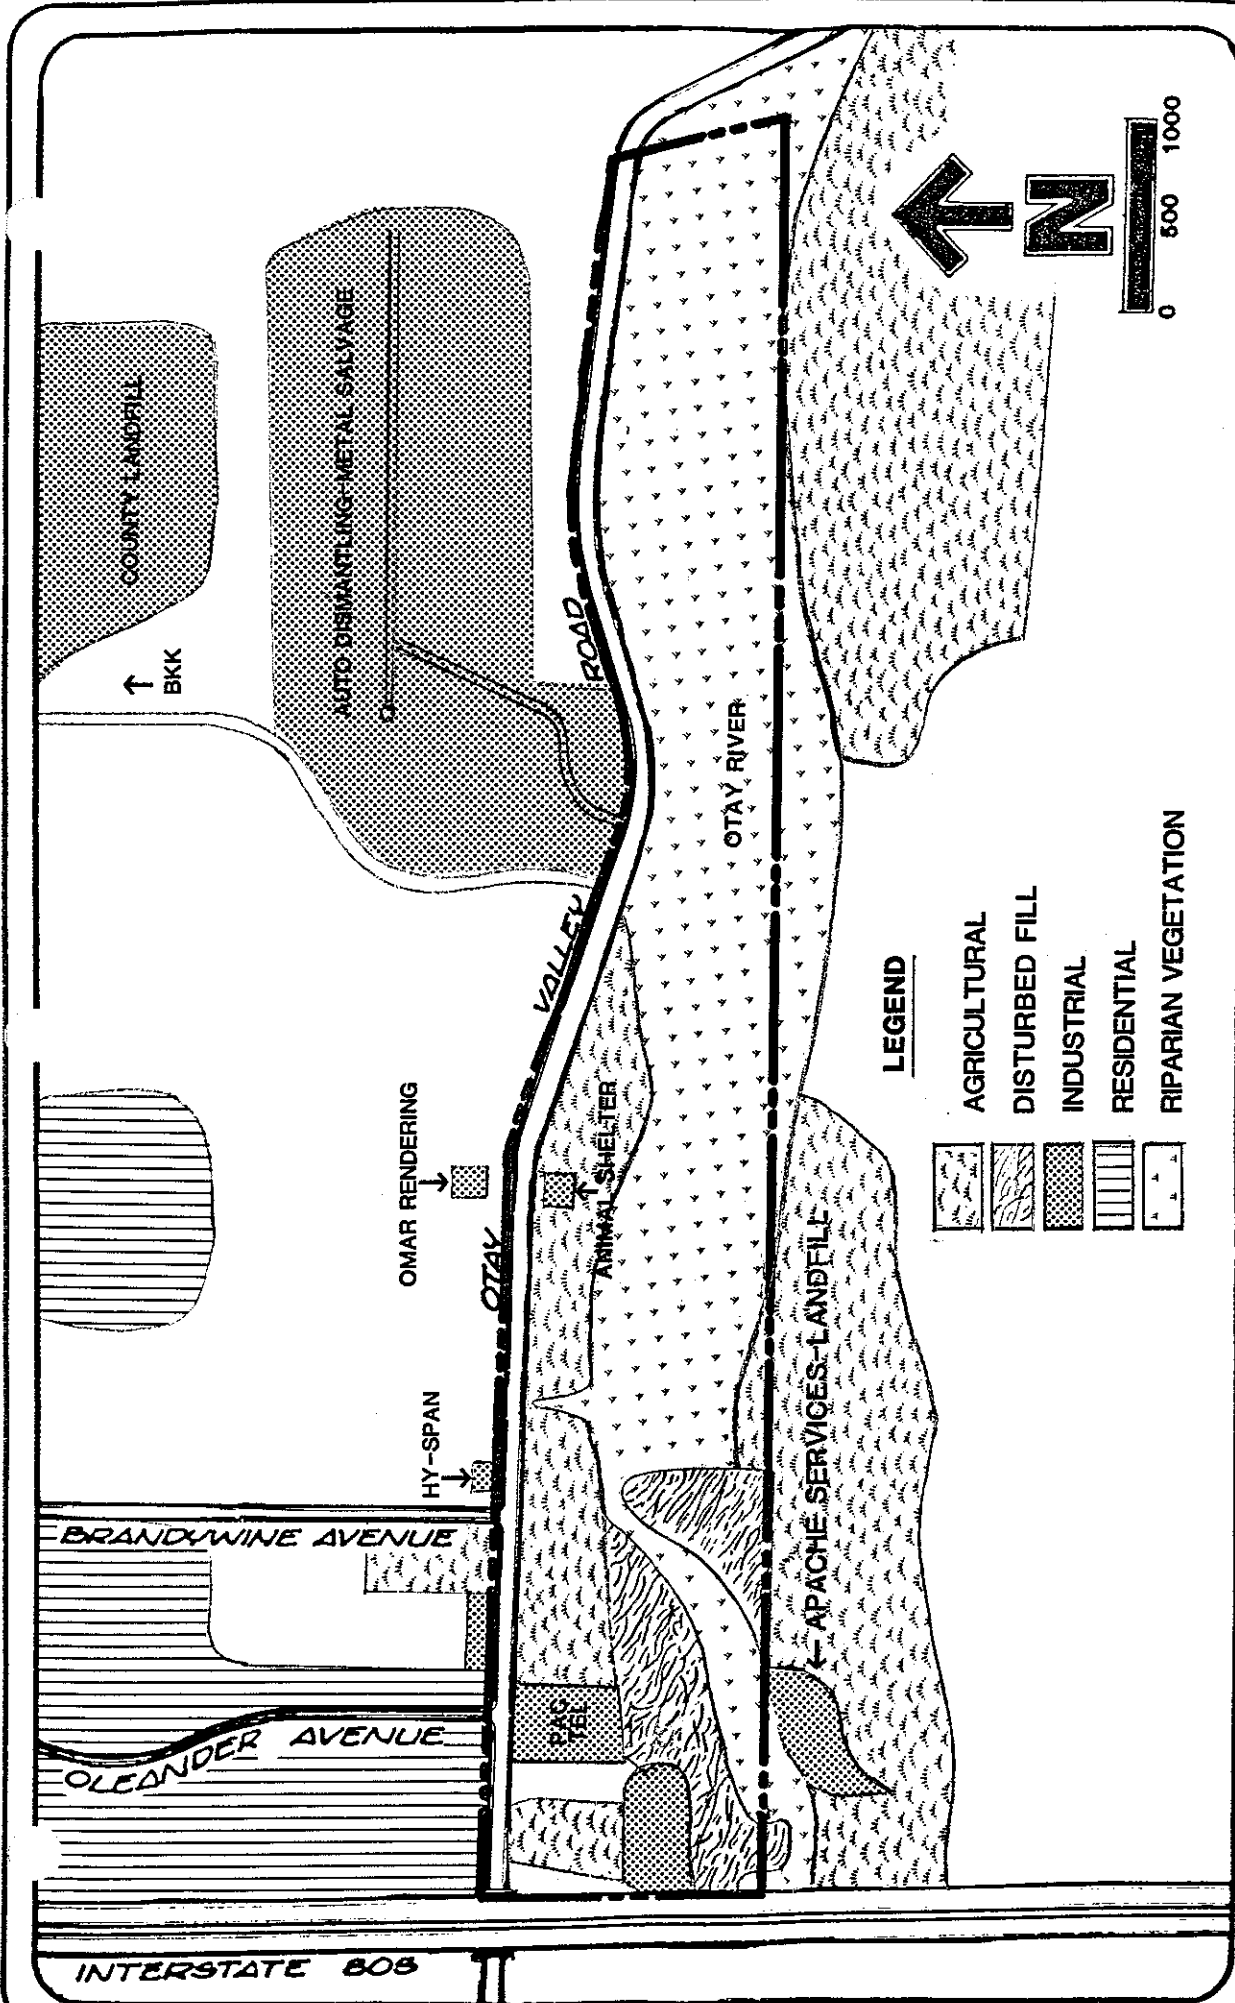 COUNTY LANDFILL
BKK
AUTO DISMANTLING-METAL SALVAGE
OMAR RENDERING
HY-SPAN
BRANDYWINE AVENUE
OLEANDER AVENUE
INTERSTATE 805
OTAY VALLEY ROAD
ANIMAL SHELTER
PAC
TEL
OTAY RIVER
APACHE SERVICES-LANDFILL
N
0 500 1000
LEGEND
AGRICULTURAL
DISTURBED FILL
INDUSTRIAL
RESIDENTIAL
RIPARIAN VEGETATION